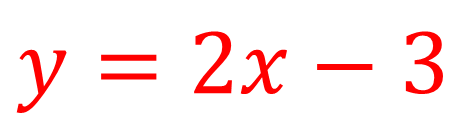 y = 2x − 3